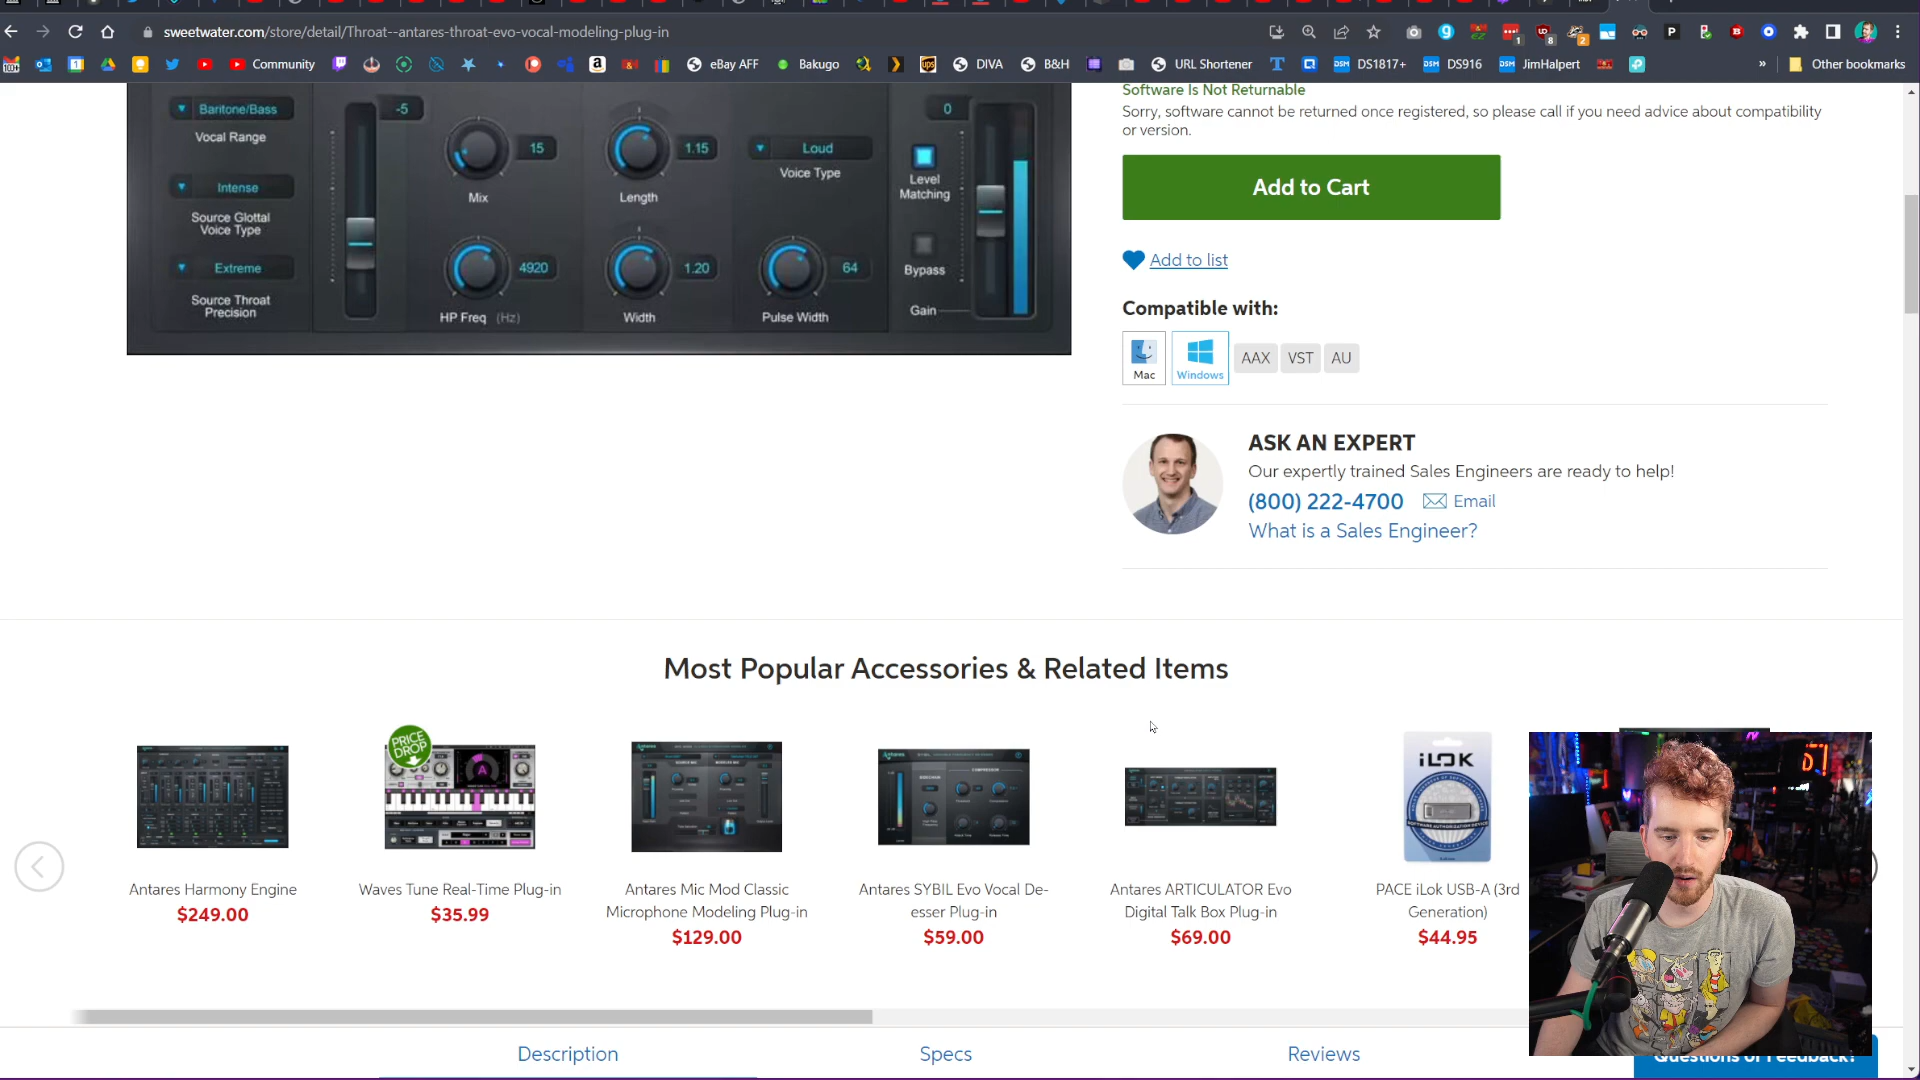 sweetwater.com/store/detail/Throat--antares-throat-evo-vocal-modeling-plug-in
Community
eBay AFF
Bakugo
DIVA
B&H
URL Shortener
DS1817+
DS916
JimHalpert
»
Other bookmarks
Baritone/Bass
Vocal Range
Intense
Source Glottal
Voice Type
Extreme
Source Throat
Precision
-5
15
Mix
4920
HP Freq (Hz)
1.15
Length
1.20
Width
Loud
Voice Type
64
Pulse Width
0
Level
Matching
Bypass
Gain
Software Is Not Returnable
Sorry, software cannot be returned once registered, so please call if you need advice about compatibility
or version.
Add to Cart
Add to list
Compatible with:
Mac
Windows
AAX
VST
AU
ASK AN EXPERT
Our expertly trained Sales Engineers are ready to help!
(800) 222-4700
Email
What is a Sales Engineer?
Most Popular Accessories & Related Items
PRICE
DROP
iLOK
Antares Harmony Engine
$249.00
Waves Tune Real-Time Plug-in
$35.99
Antares Mic Mod Classic
Microphone Modeling Plug-in
$129.00
Antares SYBIL Evo Vocal De-
esser Plug-in
$59.00
Antares ARTICULATOR Evo
Digital Talk Box Plug-in
$69.00
PACE iLok USB-A (3rd
Generation)
$44.95
Description
Specs
Reviews
Questions or Feedback?